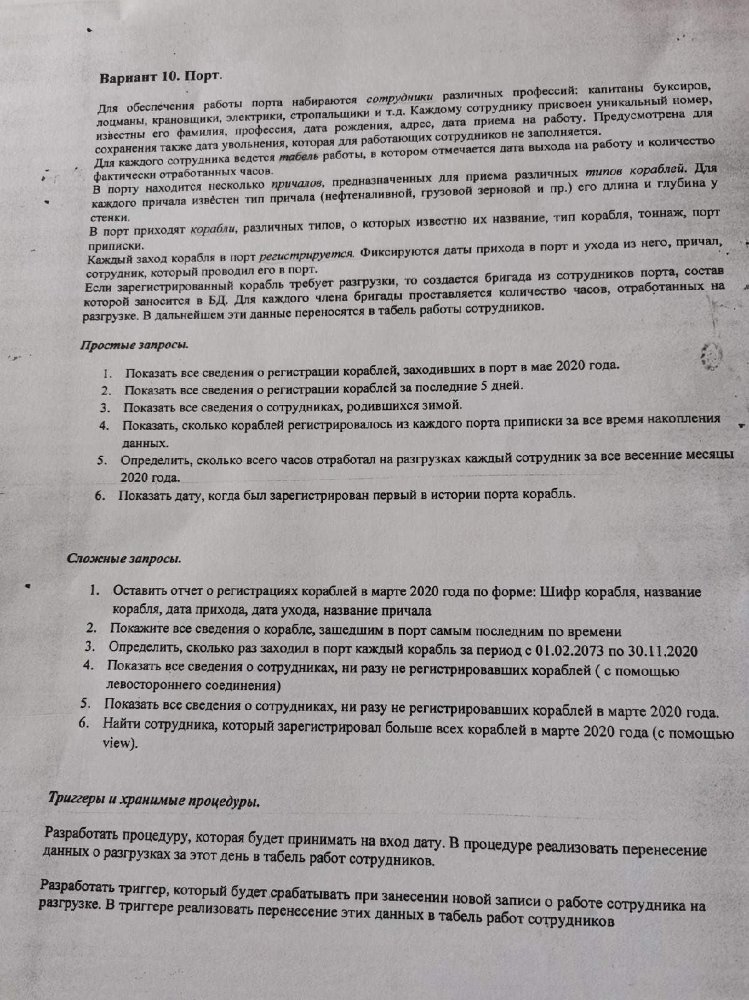 Вариант 10. Порт.
Для обеспечения работы порта набираются сотрудники различных профессий: капитаны буксиров,
лоцманы, крановщики, электрики, стропальщики и т.д. Каждому сотруднику присвоен уникальный номер,
известны его фамилия, профессия, дата рождения, адрес, дата приема на работу. Предусмотрена для
сохранения также дата увольнения, которая для работающих сотрудников не заполняется.
Для каждого сотрудника ведется табель работы, в котором отмечается дата выхода на работу и количество
фактически отработанных часов.
В порту находится несколько причалов, предназначенных для приема различных типов кораблей. Для
каждого причала известен тип причала (нефтеналивной, грузовой зерновой и пр.) его длина и глубина у
стенки.
В порт приходят корабли, различных типов, о которых известно их название, тип корабля, тоннаж, порт
приписки.
Каждый заход корабля в порт регистрируется. Фиксируются даты прихода в порт и ухода из него, причал,
сотрудник, который проводил его в порт.
Если зарегистрированный корабль требует разгрузки, то создается бригада из сотрудников порта, состав
которой заносится в БД. Для каждого члена бригады проставляется количество часов, отработанных на
разгрузке. В дальнейшем эти данные переносятся в табель работы сотрудников.
Простые запросы.
1. Показать все сведения о регистрации кораблей, заходивших в порт в мае 2020 года.
2. Показать все сведения о регистрации кораблей за последние 5 дней.
3. Показать все сведения о сотрудниках, родившихся зимой.
4. Показать, сколько кораблей регистрировалось из каждого порта приписки за все время накопления
данных.
5. Определить, сколько всего часов отработал на разгрузках каждый сотрудник за все весенние месяцы
2020 года.
6. Показать дату, когда был зарегистрирован первый в истории порта корабль.
Сложные запросы.
1. Оставить отчет о регистрациях кораблей в марте 2020 года по форме: Шифр корабля, название
корабля, дата прихода, дата ухода, название причала
2. Покажите все сведения о корабле, зашедшим в порт самым последним по времени
3. Определить, сколько раз заходил в порт каждый корабль за период с 01.02.2073 по 30.11.2020
4. Показать все сведения о сотрудниках, ни разу не регистрировавших кораблей ( с помощью
левостороннего соединения)
5. Показать все сведения о сотрудниках, ни разу не регистрировавших кораблей в марте 2020 года.
6. Найти сотрудника, который зарегистрировал больше всех кораблей в марте 2020 года (с помощью
view).
Триггеры и хранимые процедуры.
Разработать процедуру, которая будет принимать на вход дату. В процедуре реализовать перенесение
данных о разгрузках за этот день в табель работ сотрудников.
Разработать триггер, который будет срабатывать при занесении новой записи о работе сотрудника на
разгрузке. В триггере реализовать перенесение этих данных в табель работ сотрудников